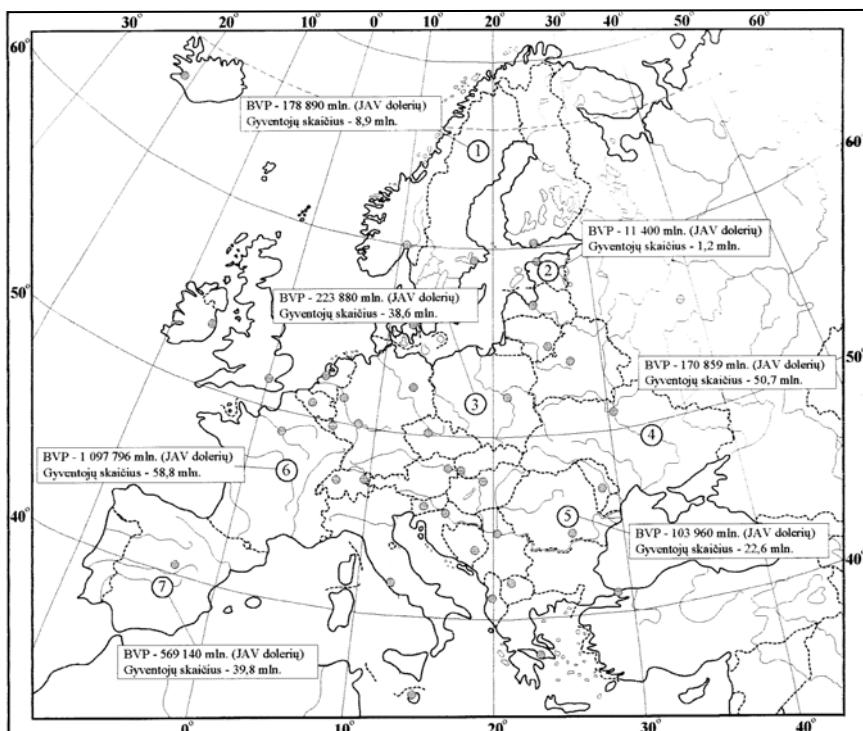 30° 20° 10° 0° 10° 20° 30° 40° 50° 60°
60°
BVP - 178 890 mln. (JAV dolerių)
Gyventojų skaičius - 8,9 mln.
1
60°
BVP - 11 400 mln. (JAV dolerių)
Gyventojų skaičius - 1,2 mln.
2
50°
BVP - 223 880 mln. (JAV dolerių)
Gyventojų skaičius - 38,6 mln.
50°
BVP - 170 859 mln. (JAV dolerių)
Gyventojų skaičius - 50,7 mln.
3
4
BVP - 1 097 796 mln. (JAV dolerių)
Gyventojų skaičius - 58,8 mln.
6
40°
5
BVP - 103 960 mln. (JAV dolerių)
Gyventojų skaičius - 22,6 mln.
40°
7
BVP - 569 140 mln. (JAV dolerių)
Gyventojų skaičius - 39,8 mln.
0° 10° 20° 30° 40°